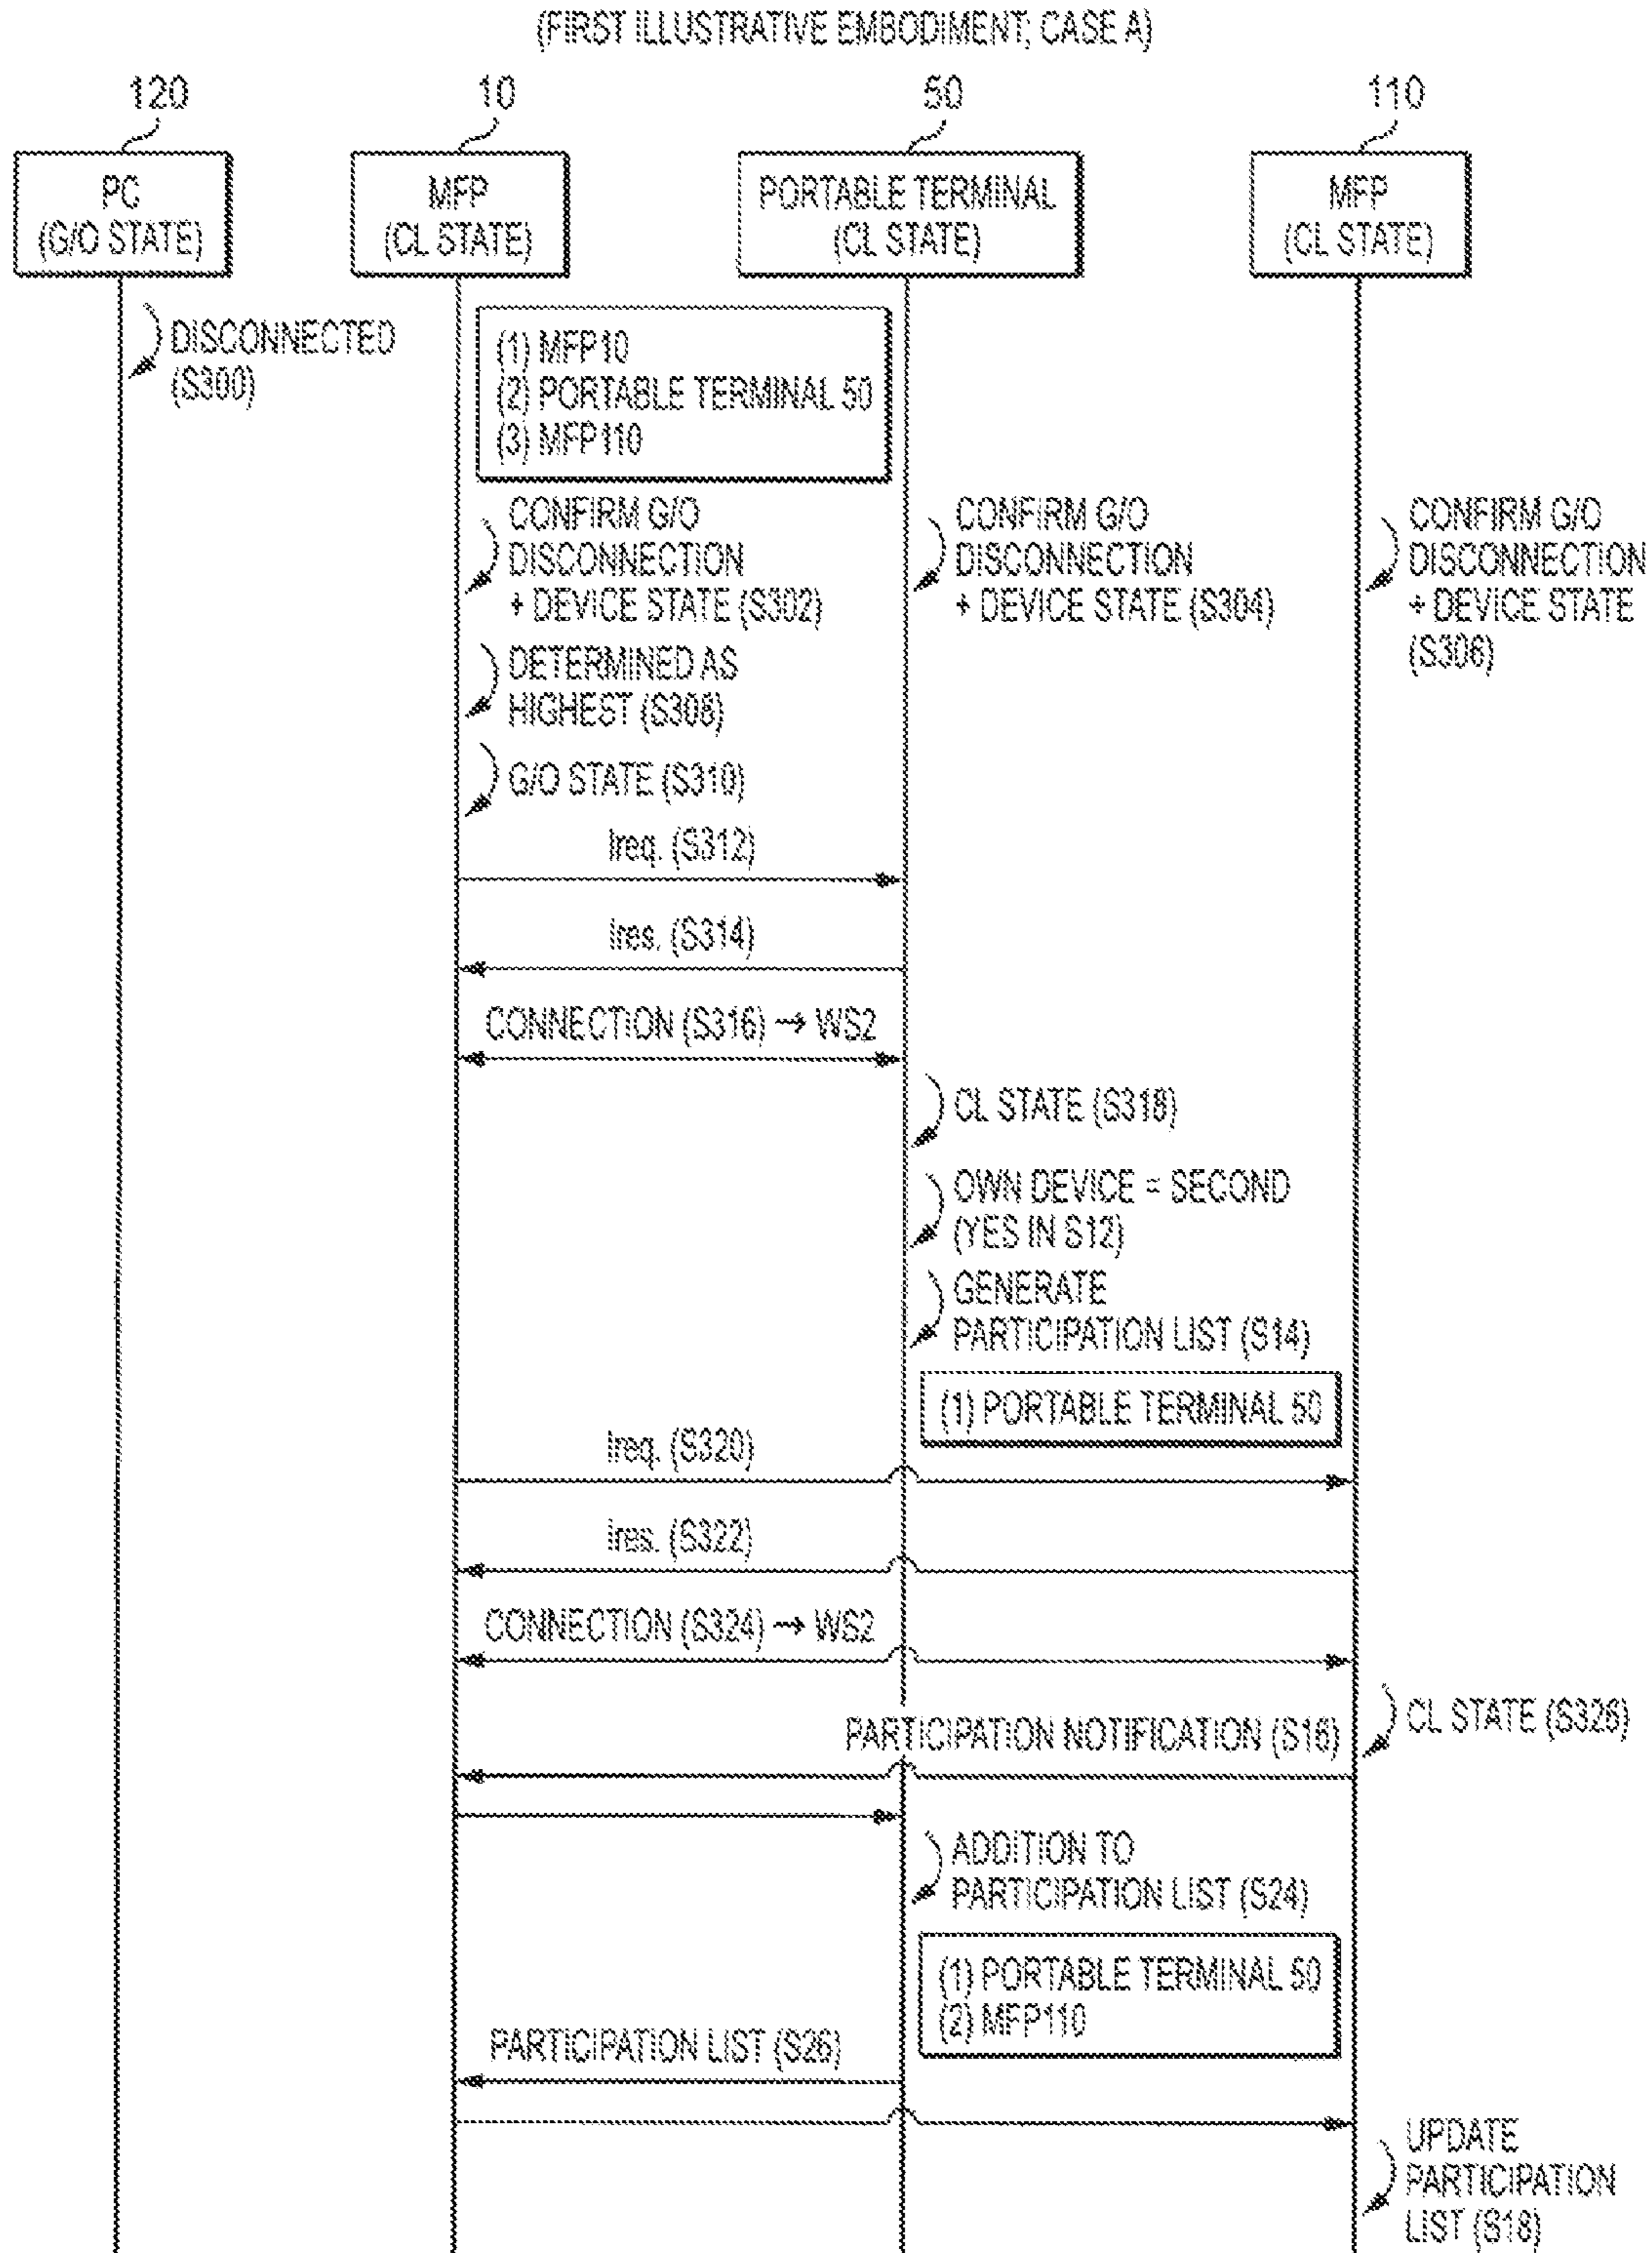 (FIRST ILLUSTRATIVE EMBODIMENT; CASE A)
120
10
50
110
PC
(G/O STATE)
MFP
(CL STATE)
PORTABLE TERMINAL
(CL STATE)
MFP
(CL STATE)
DISCONNECTED
(S300)
(1) MFP10
(2) PORTABLE TERMINAL 50
(3) MFP110
CONFIRM G/O
DISCONNECTION
+ DEVICE STATE (S302)
CONFIRM G/O
DISCONNECTION
+ DEVICE STATE (S304)
CONFIRM G/O
DISCONNECTION
+ DEVICE STATE
(S306)
DETERMINED AS
HIGHEST (S308)
G/O STATE (S310)
Ireq. (S312)
Ires. (S314)
CONNECTION (S316) → WS2
CL STATE (S318)
OWN DEVICE = SECOND
(YES IN S12)
GENERATE
PARTICIPATION LIST (S14)
(1) PORTABLE TERMINAL 50
Ireq. (S320)
Ires. (S322)
CONNECTION (S324) → WS2
CL STATE (S326)
PARTICIPATION NOTIFICATION (S16)
ADDITION TO
PARTICIPATION LIST (S24)
(1) PORTABLE TERMINAL 50
(2) MFP110
PARTICIPATION LIST (S26)
UPDATE
PARTICIPATION
LIST (S18)